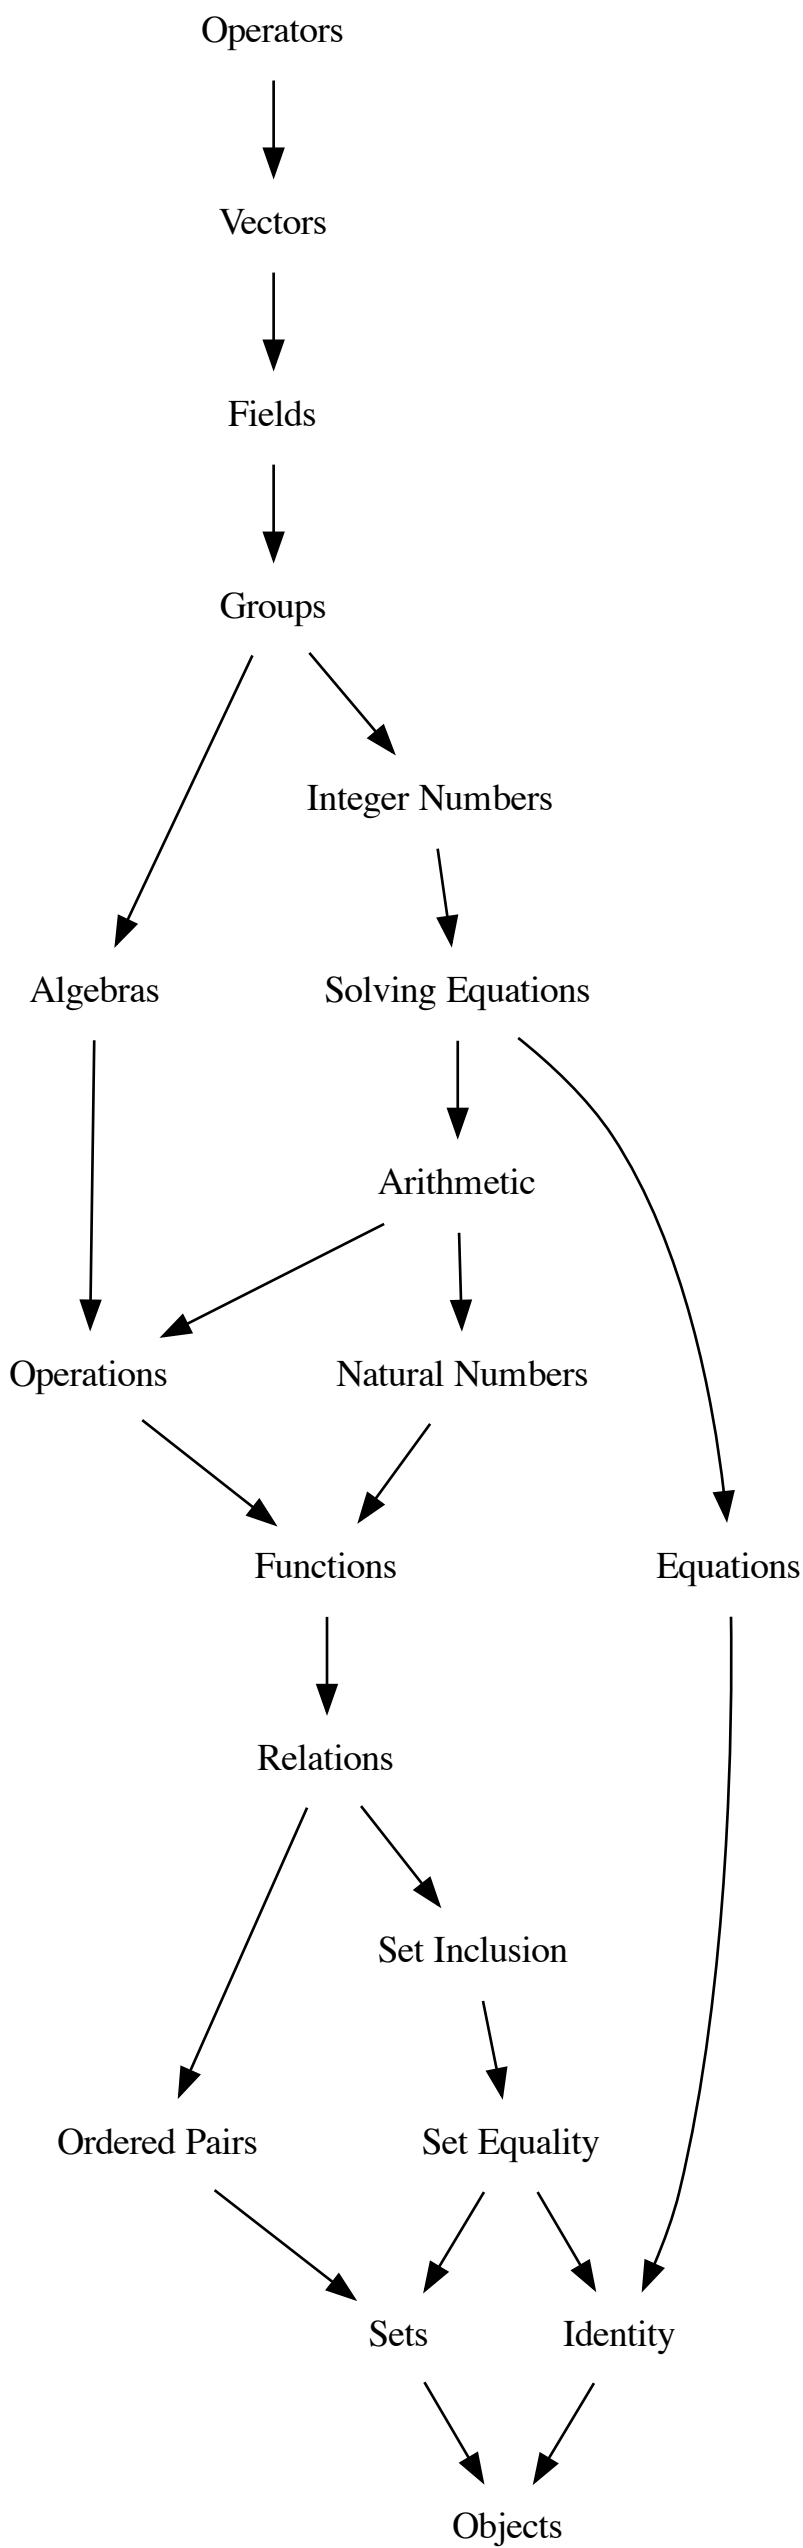 Operators
Vectors
Fields
Groups
Integer Numbers
Algebras
Solving Equations
Arithmetic
Operations
Natural Numbers
Functions
Equations
Relations
Set Inclusion
Ordered Pairs
Set Equality
Sets
Identity
Objects